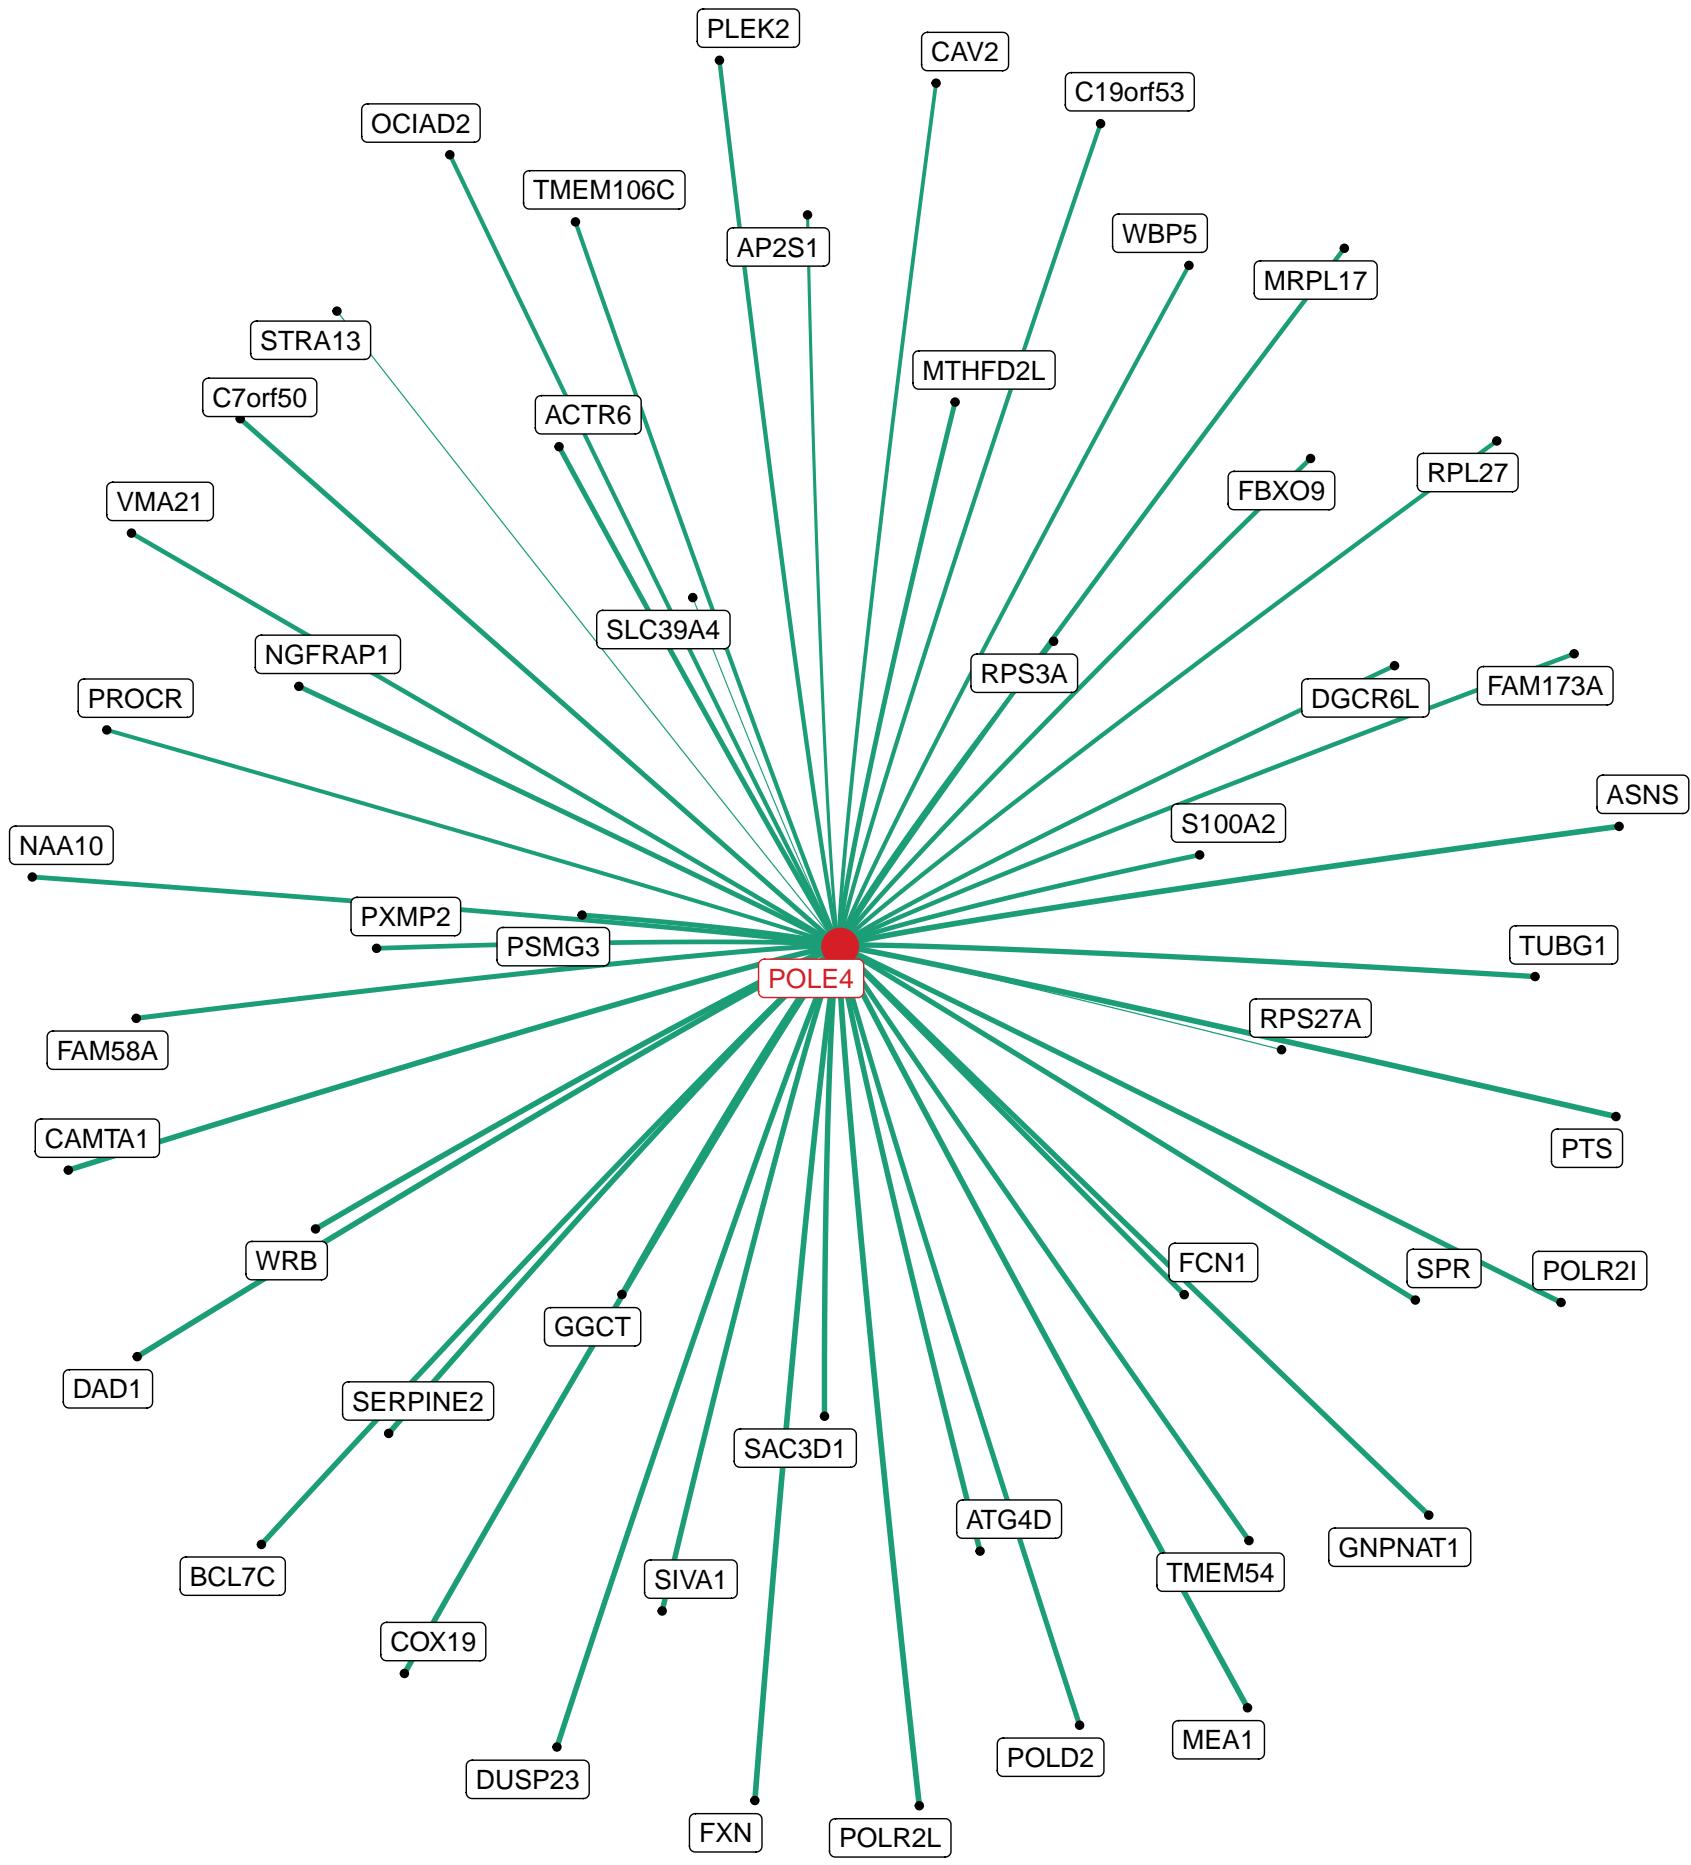 PLEK2
CAV2
C19orf53
OCIAD2
TMEM106C
WBP5
AP2S1
MRPL17
STRA13
MTHFD2L
C7orf50
ACTR6
RPL27
FBXO9
VMA21
SLC39A4
NGFRAP1
RPS3A
FAM173A
PROCR
DGCR6L
ASNS
S100A2
NAA10
PXMP2
TUBG1
PSMG3
POLE4
RPS27A
FAM58A
CAMTA1
PTS
WRB
FCN1
SPR
POLR2I
GGCT
DAD1
SERPINE2
SAC3D1
ATG4D
GNPNAT1
TMEM54
BCL7C
SIVA1
COX19
MEA1
POLD2
DUSP23
FXN
POLR2L